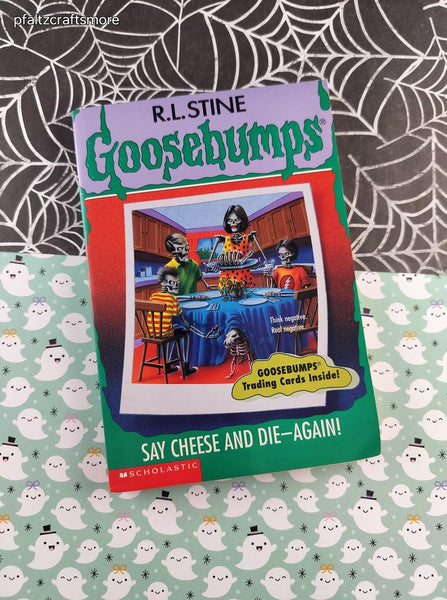 pfaltzcraftsmore
R.L. STINE
Goosebumps®
Think negative.
Real negative.
GOOSEBUMPS®
Trading Cards Inside!
SAY CHEESE AND DIE—AGAIN!
SCHOLASTIC